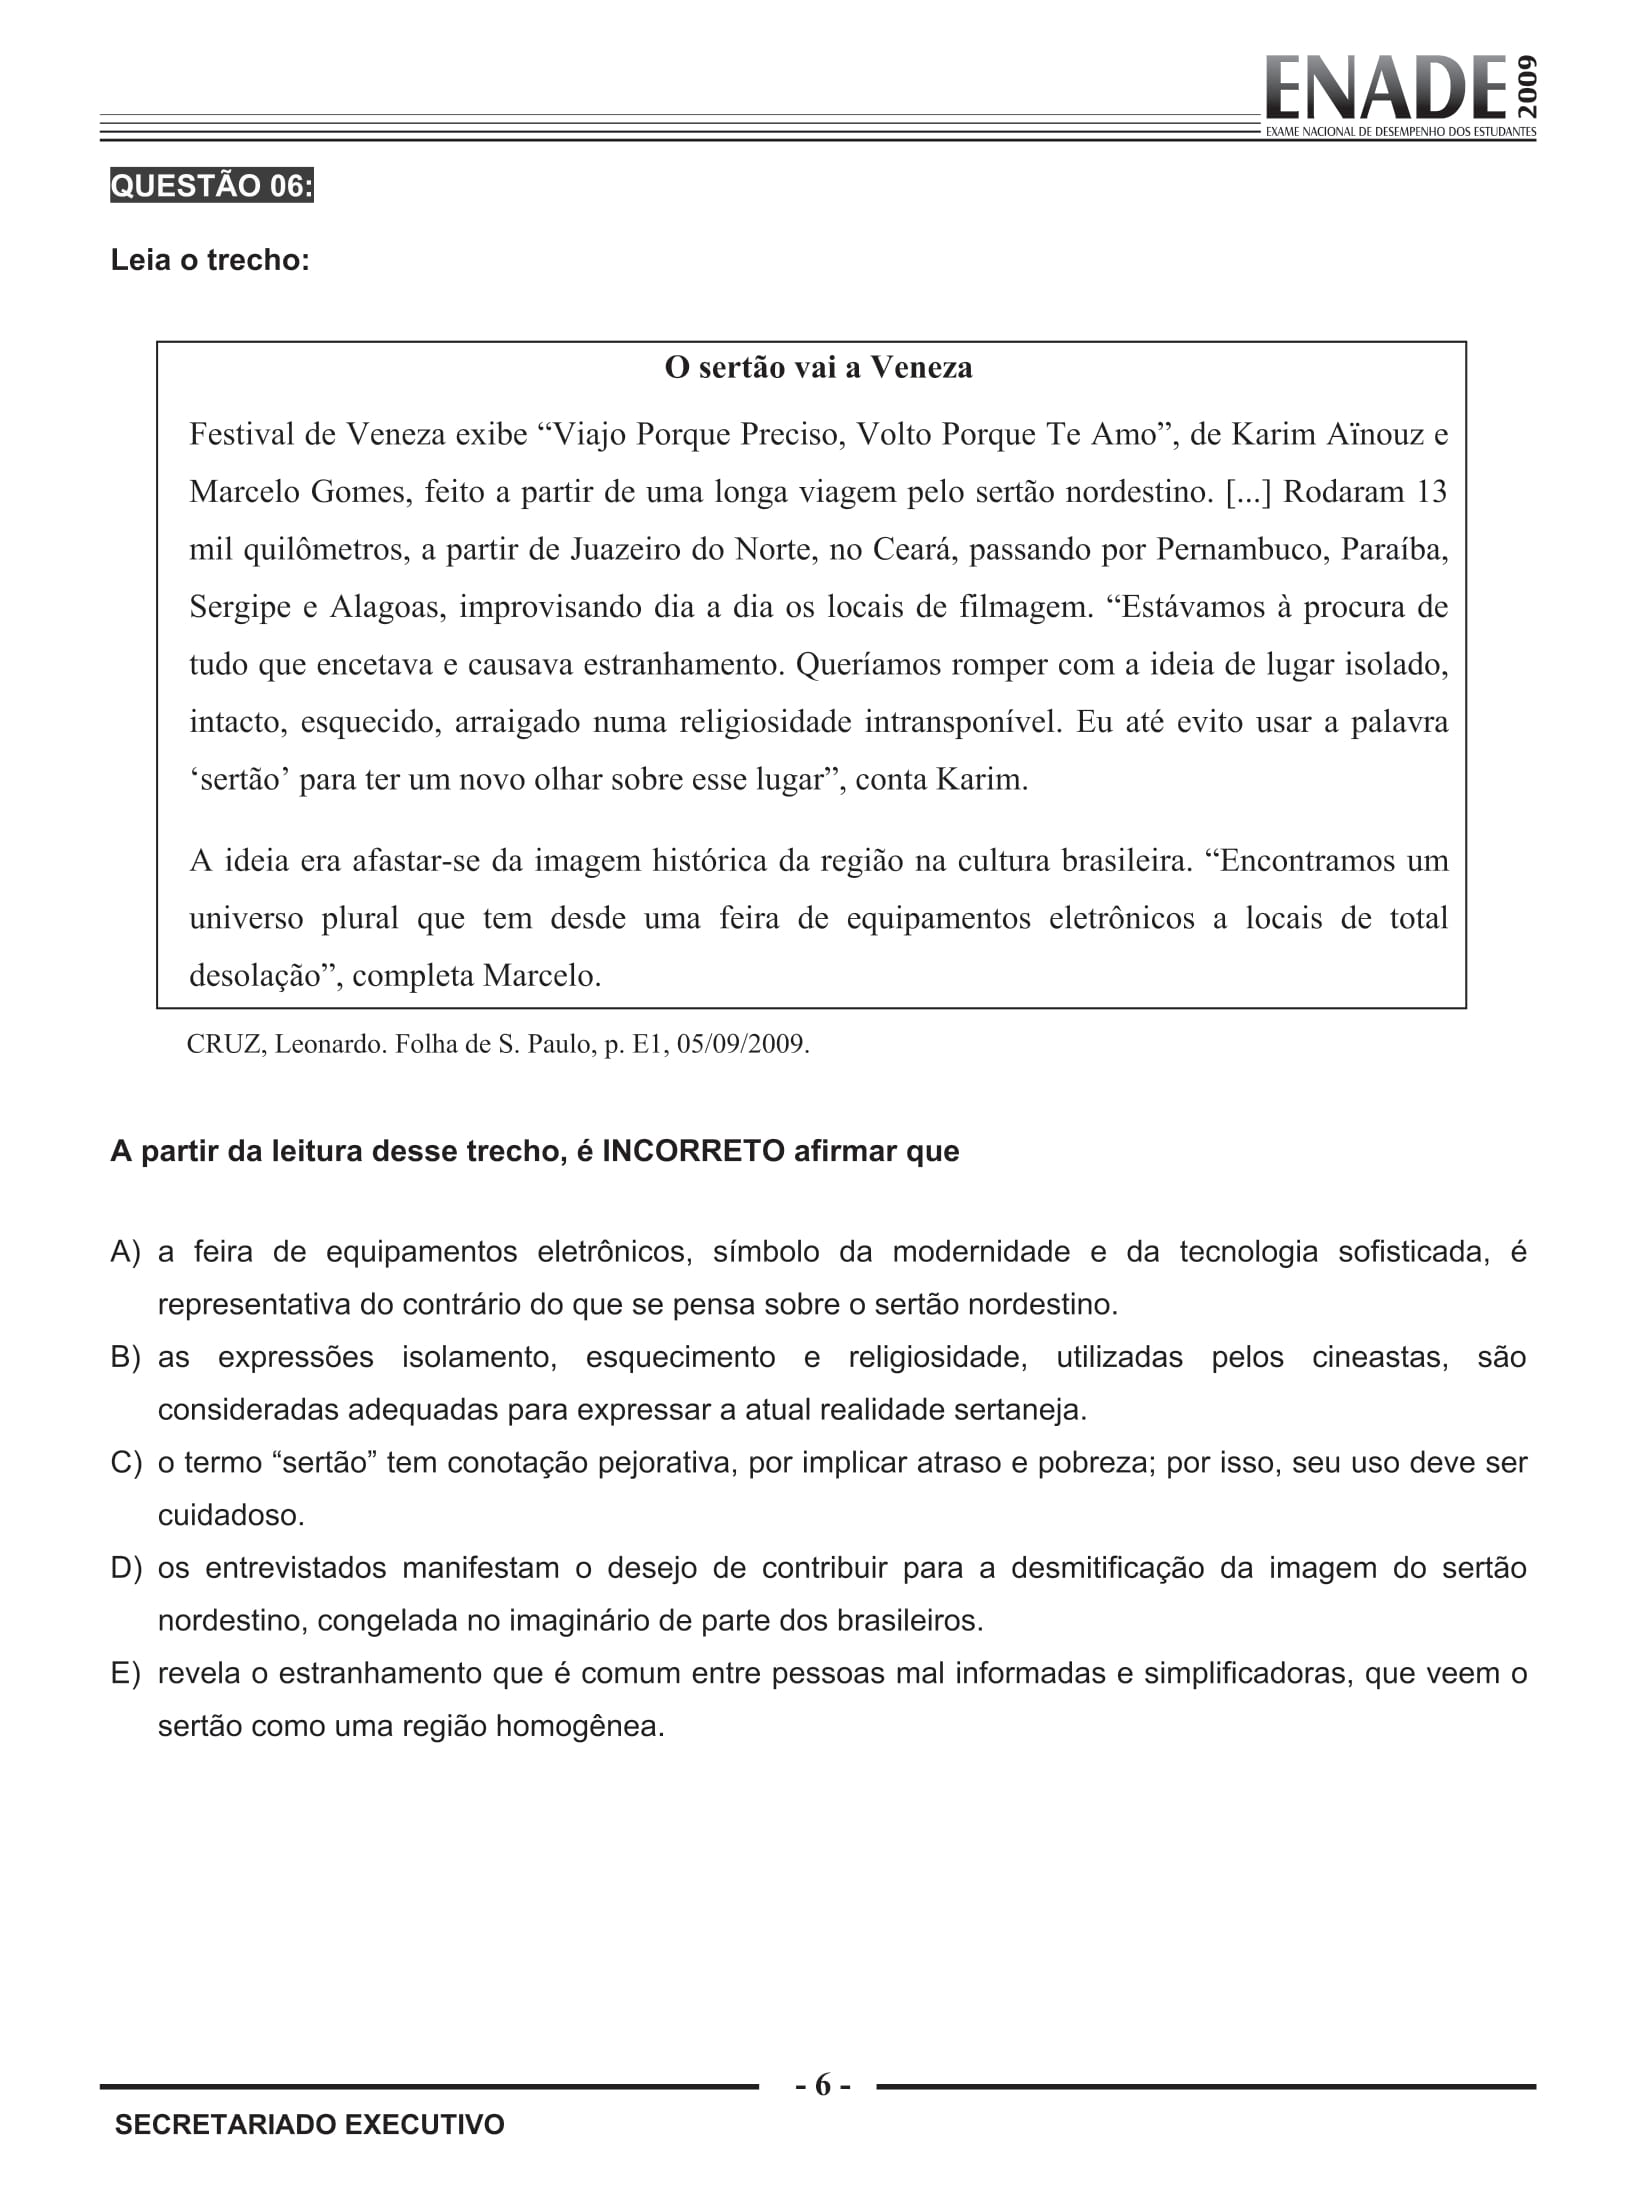 ENADE 2009
EXAME NACIONAL DE DESEMPENHO DOS ESTUDANTES
QUESTÃO 06:
Leia o trecho:
O sertão vai a Veneza
Festival de Veneza exibe “Viajo Porque Preciso, Volto Porque Te Amo”, de Karim Aïnouz e
Marcelo Gomes, feito a partir de uma longa viagem pelo sertão nordestino. [...] Rodaram 13
mil quilômetros, a partir de Juazeiro do Norte, no Ceará, passando por Pernambuco, Paraíba,
Sergipe e Alagoas, improvisando dia a dia os locais de filmagem. “Estávamos à procura de
tudo que encetava e causava estranhamento. Queríamos romper com a ideia de lugar isolado,
intacto, esquecido, arraigado numa religiosidade intransponível. Eu até evito usar a palavra
‘sertão’ para ter um novo olhar sobre esse lugar”, conta Karim.
A ideia era afastar-se da imagem histórica da região na cultura brasileira. “Encontramos um
universo plural que tem desde uma feira de equipamentos eletrônicos a locais de total
desolação”, completa Marcelo.
CRUZ, Leonardo. Folha de S. Paulo, p. E1, 05/09/2009.
A partir da leitura desse trecho, é INCORRETO afirmar que
A) a feira de equipamentos eletrônicos, símbolo da modernidade e da tecnologia sofisticada, é
representativa do contrário do que se pensa sobre o sertão nordestino.
B) as expressões isolamento, esquecimento e religiosidade, utilizadas pelos cineastas, são
consideradas adequadas para expressar a atual realidade sertaneja.
C) o termo “sertão” tem conotação pejorativa, por implicar atraso e pobreza; por isso, seu uso deve ser
cuidadoso.
D) os entrevistados manifestam o desejo de contribuir para a desmitificação da imagem do sertão
nordestino, congelada no imaginário de parte dos brasileiros.
E) revela o estranhamento que é comum entre pessoas mal informadas e simplificadoras, que veem o
sertão como uma região homogênea.
- 6 -
SECRETARIADO EXECUTIVO